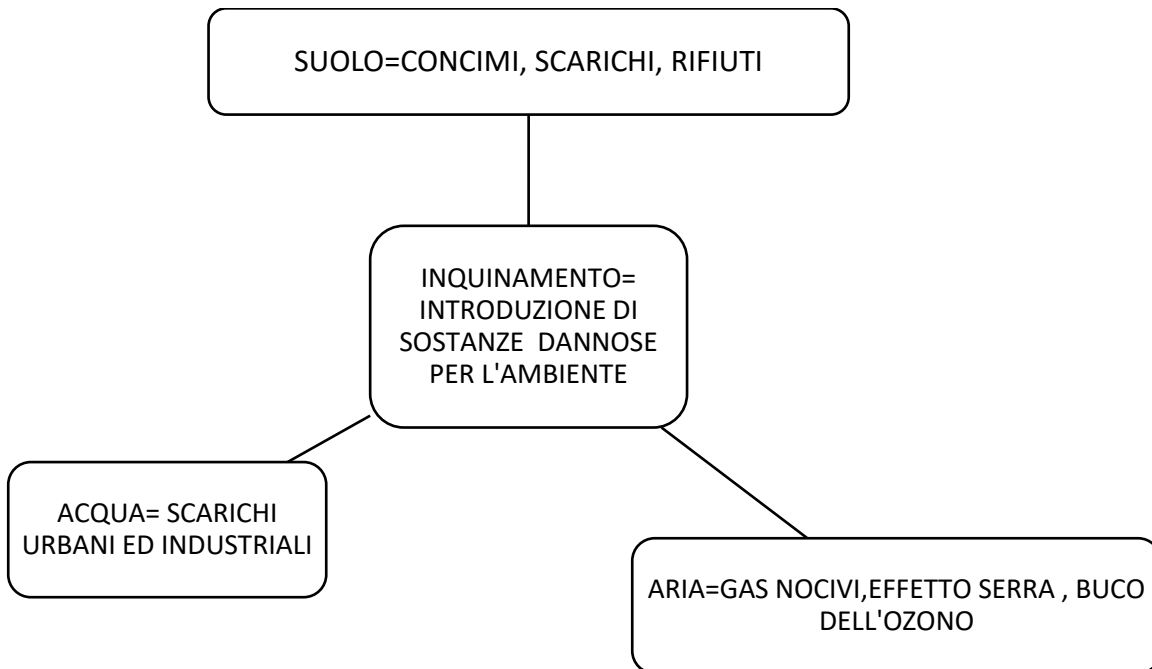 SUOLO=CONCIMI, SCARICHI, RIFIUTI
INQUINAMENTO=
INTRODUZIONE DI
SOSTANZE  DANNOSE
PER L'AMBIENTE
ACQUA= SCARICHI
URBANI ED INDUSTRIALI
ARIA=GAS NOCIVI,EFFETTO SERRA , BUCO
DELL'OZONO